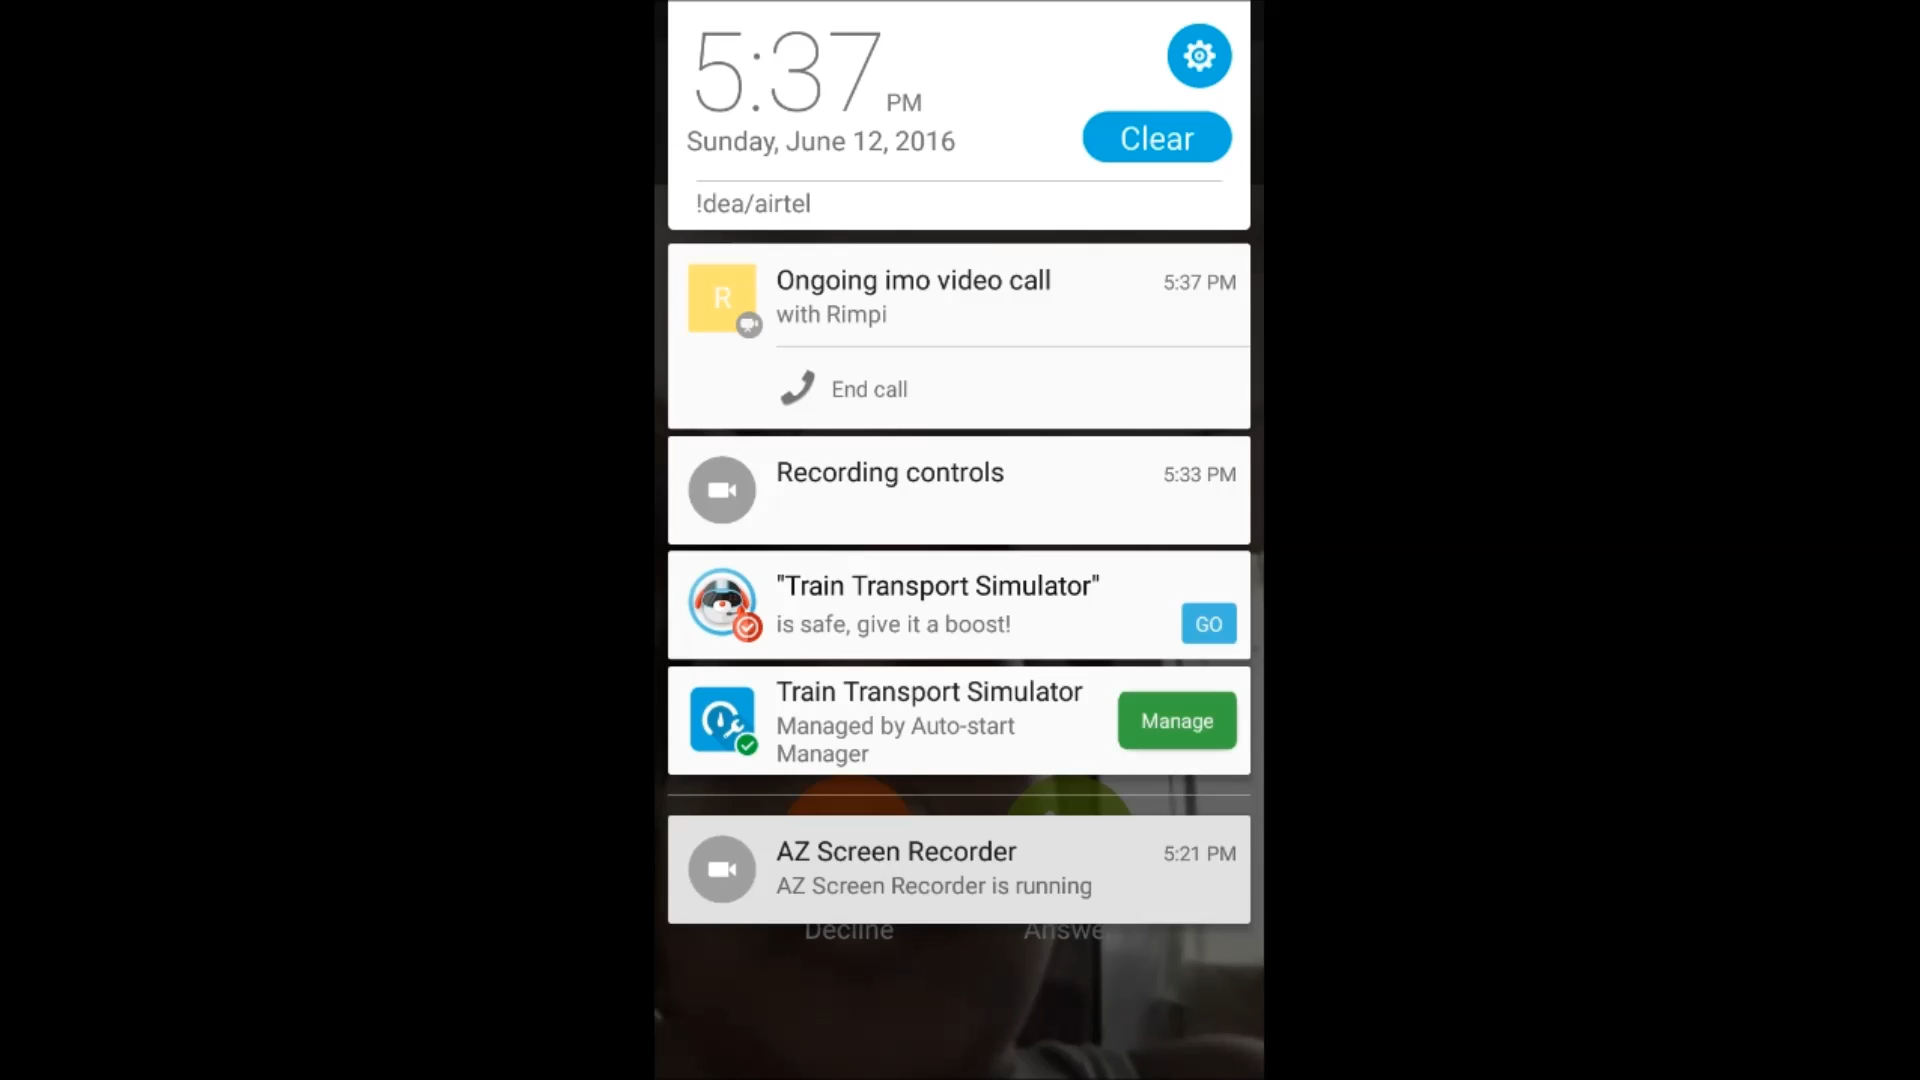 5:37 PM
Sunday, June 12, 2016
Clear
!dea/airtel
R
Ongoing imo video call
5:37 PM
with Rimpi
End call
Recording controls
5:33 PM
"Train Transport Simulator"
is safe, give it a boost!
GO
Train Transport Simulator
Managed by Auto-start
Manager
Manage
AZ Screen Recorder
5:21 PM
AZ Screen Recorder is running
Decline
Answe